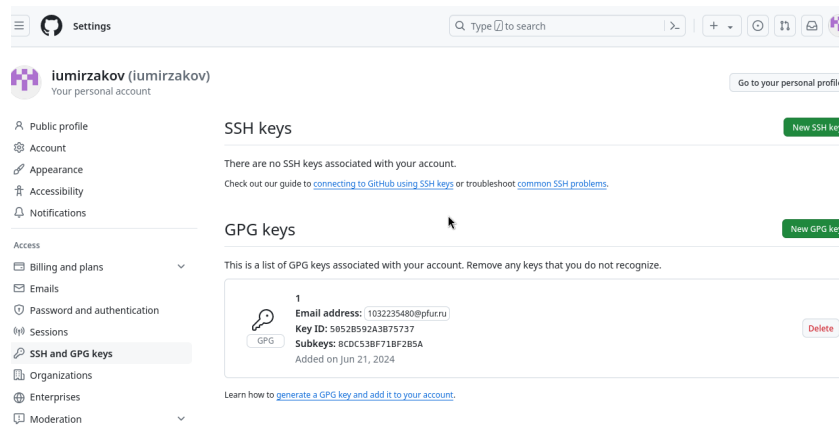 Settings
Type / to search
iumirzakov (iumirzakov)
Your personal account
Go to your personal profile
Public profile
Account
Appearance
Accessibility
Notifications
Access
Billing and plans
Emails
Password and authentication
Sessions
SSH and GPG keys
Organizations
Enterprises
Moderation
SSH keys
New SSH ke
There are no SSH keys associated with your account.
Check out our guide to connecting to GitHub using SSH keys or troubleshoot common SSH problems.
GPG keys
New GPG ke
This is a list of GPG keys associated with your account. Remove any keys that you do not recognize.
GPG
1
Email address: 1032235480@pfur.ru
Key ID: 5052B592A3B75737
Subkeys: 8CDC53BF71BF2B5A
Added on Jun 21, 2024
Delete
Learn how to generate a GPG key and add it to your account.